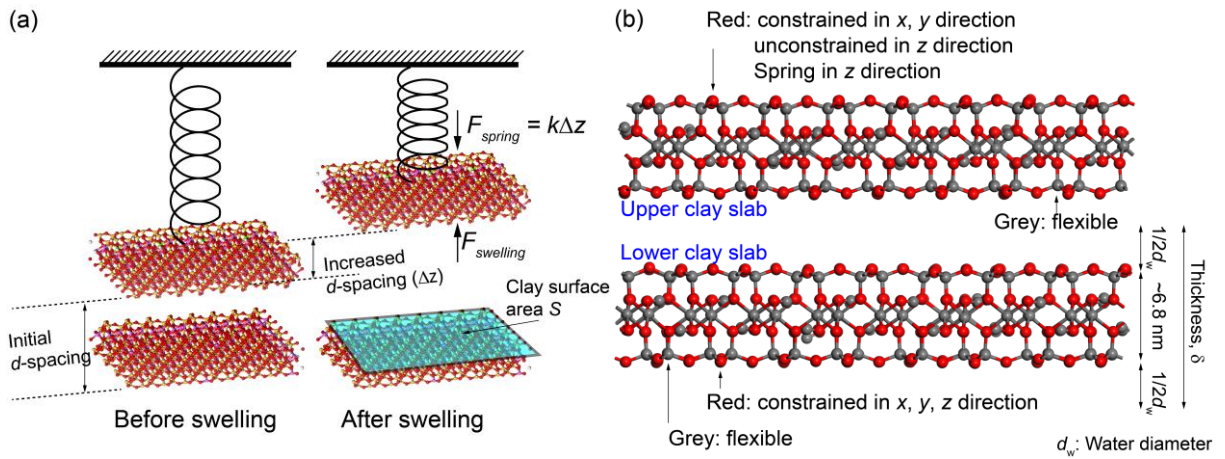 (a)
F_spring = kΔz
F_swelling
Increased
d-spacing (Δz)
Clay surface
area S
Initial
d-spacing
Before swelling
After swelling
(b)
Red: constrained in x, y direction
unconstrained in z direction
Spring in z direction
Upper clay slab
Grey: flexible
Lower clay slab
1/2d_w
~6.8 nm
1/2d_w
Thickness, δ
Red: constrained in x, y, z direction
Grey: flexible
d_w: Water diameter